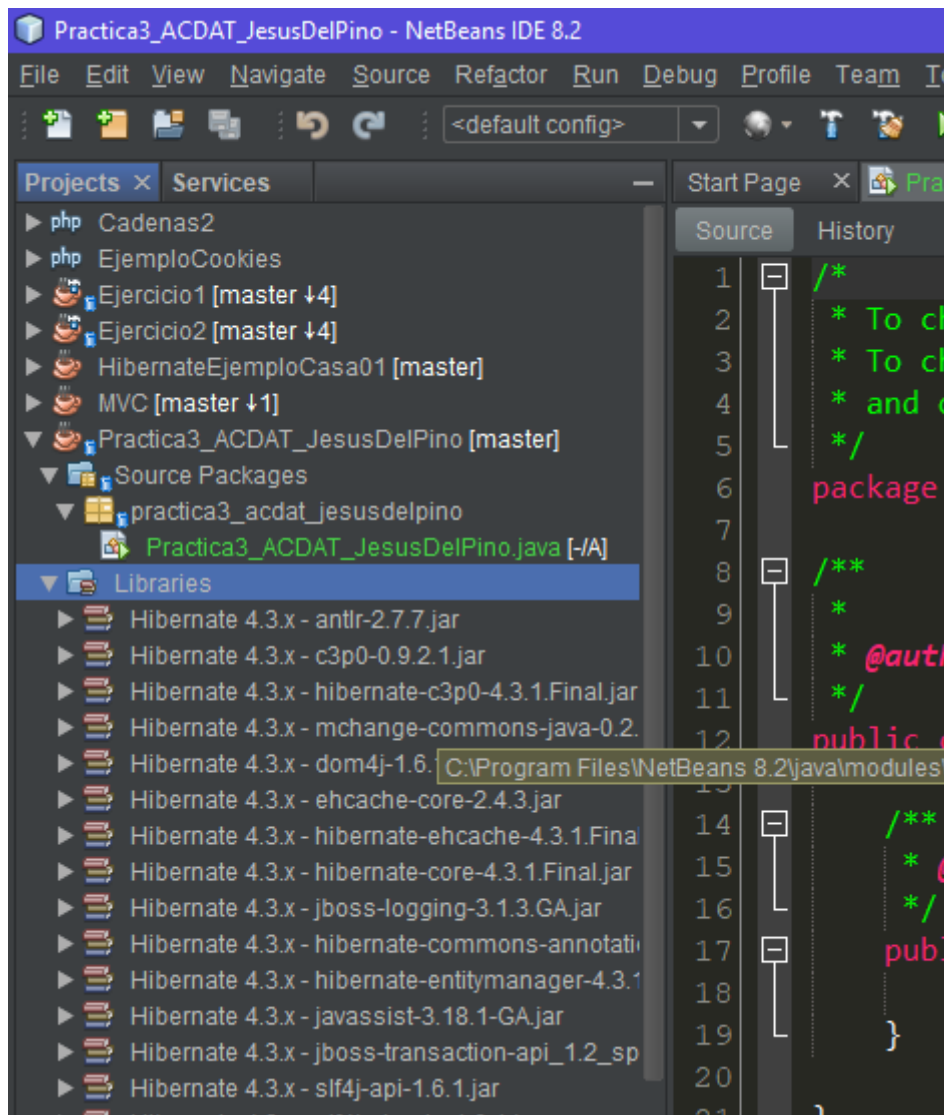 Practica3_ACDAT_JesusDelPino - NetBeans IDE 8.2
File Edit View Navigate Source Refactor Run Debug Profile Team
<default config>
Projects Services
Start Page
Source History
php Cadenas2
php EjemploCookies
Ejercicio1 [master ↓4]
Ejercicio2 [master ↓4]
HibernateEjemploCasa01 [master]
MVC [master ↓1]
Practica3_ACDAT_JesusDelPino [master]
Source Packages
practica3_acdat_jesusdelpino
Practica3_ACDAT_JesusDelPino.java [-/A]
Libraries
Hibernate 4.3.x - antlr-2.7.7.jar
Hibernate 4.3.x - c3p0-0.9.2.1.jar
Hibernate 4.3.x - hibernate-c3p0-4.3.1.Final.jar
Hibernate 4.3.x - mchange-commons-java-0.2.
Hibernate 4.3.x - dom4j-1.6.
C:\Program Files\NetBeans 8.2\java\modules\
Hibernate 4.3.x - ehcache-core-2.4.3.jar
Hibernate 4.3.x - hibernate-ehcache-4.3.1.Final
Hibernate 4.3.x - hibernate-core-4.3.1.Final.jar
Hibernate 4.3.x - jboss-logging-3.1.3.GA.jar
Hibernate 4.3.x - hibernate-commons-annotati
Hibernate 4.3.x - hibernate-entitymanager-4.3.1
Hibernate 4.3.x - javassist-3.18.1-GA.jar
Hibernate 4.3.x - jboss-transaction-api_1.2_sp
Hibernate 4.3.x - slf4j-api-1.6.1.jar
1 /*
2 * To ch
3 * To ch
4 * and
5 */
6 package
7
8 /**
9 *
10 * @auth
11 */
12 public
14 /**
15 *
16 */
17 publ
18
19 }
20